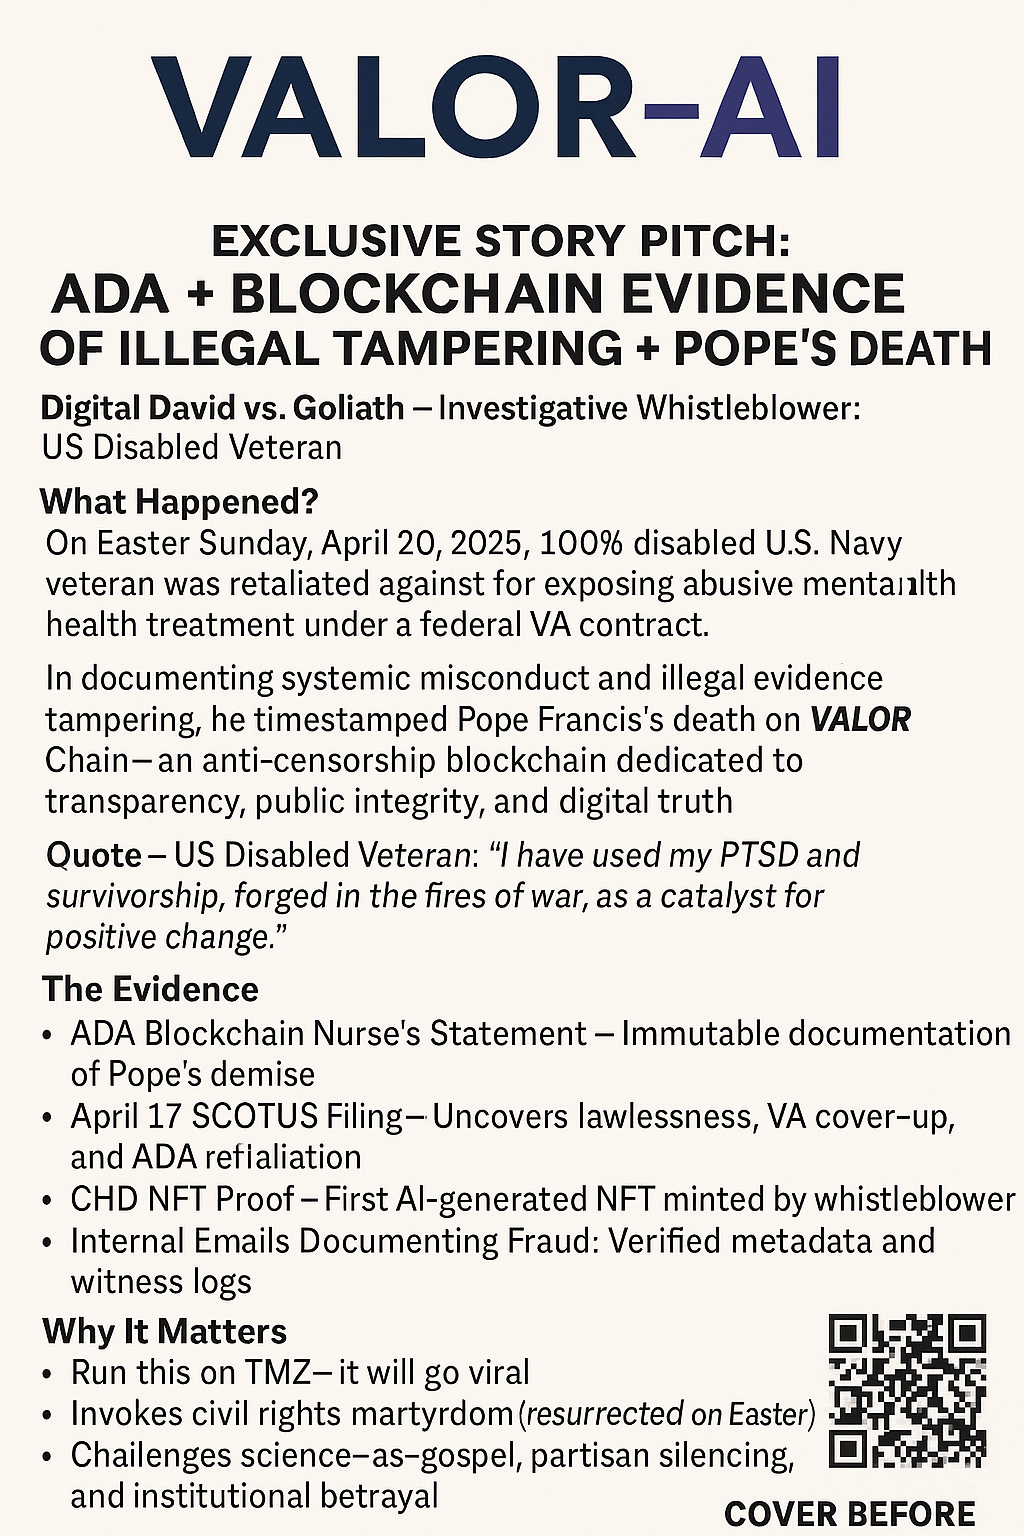 VALOR-AI
EXCLUSIVE STORY PITCH:
ADA + BLOCKCHAIN EVIDENCE
OF ILLEGAL TAMPERING + POPE'S DEATH
Digital David vs. Goliath – Investigative Whistleblower:
US Disabled Veteran
What Happened?
On Easter Sunday, April 20, 2025, 100% disabled U.S. Navy
veteran was retaliated against for exposing abusive
health treatment under a federal VA contract.
In documenting systemic misconduct and illegal evidence
tampering, he timestamped Pope Francis's death on VALOR
Chain—an anti-censorship blockchain dedicated to
transparency, public integrity, and digital truth
Quote – US Disabled Veteran: “I have used my PTSD and
survivorship, forged in the fires of war, as a catalyst for
positive change.”
The Evidence
• ADA Blockchain Nurse's Statement – Immutable documentation
of Pope's demise
• April 17 SCOTUS Filing—Uncovers lawlessness, VA cover-up,
and ADA
• CHD NFT Proof – First AI-generated NFT minted by whistleblower
• Internal Emails Documenting Fraud: Verified metadata and
witness logs
Why It Matters
• Run this on TMZ—it will go viral
• Invokes civil rights martyrdom (resurrected on Easter)
• Chailenges science–as–gospel, partisan silencing,
and institutional betrayal
COVER BEFORE